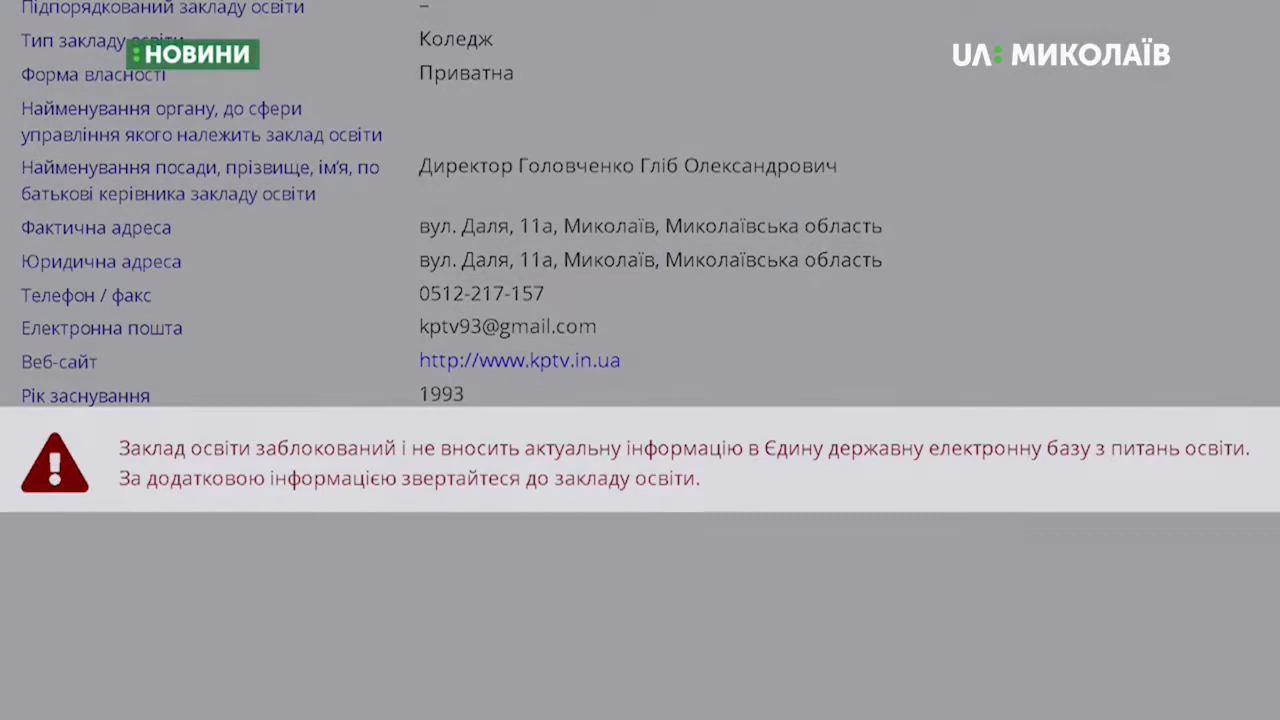 Підпорядкований закладу освіти –
Тип закладу освіти Коледж
:НОВИНИ
UA: МИКОЛАЇВ
Форма власності Приватна
Найменування органу, до сфери
управління якого належить заклад освіти
Найменування посади, прізвище, ім'я, по
батькові керівника закладу освіти
Директор Головченко Гліб Олександрович
Фактична адреса вул. Даля, 11а, Миколаїв, Миколаївська область
Юридична адреса вул. Даля, 11а, Миколаїв, Миколаївська область
Телефон / факс 0512-217-157
Електронна пошта kptv93@gmail.com
Веб-сайт http://www.kptv.in.ua
Рік заснування 1993
Заклад освіти заблокований і не вносить актуальну інформацію в Єдину державну електронну базу з питань освіти.
За додатковою інформацією звертайтеся до закладу освіти.